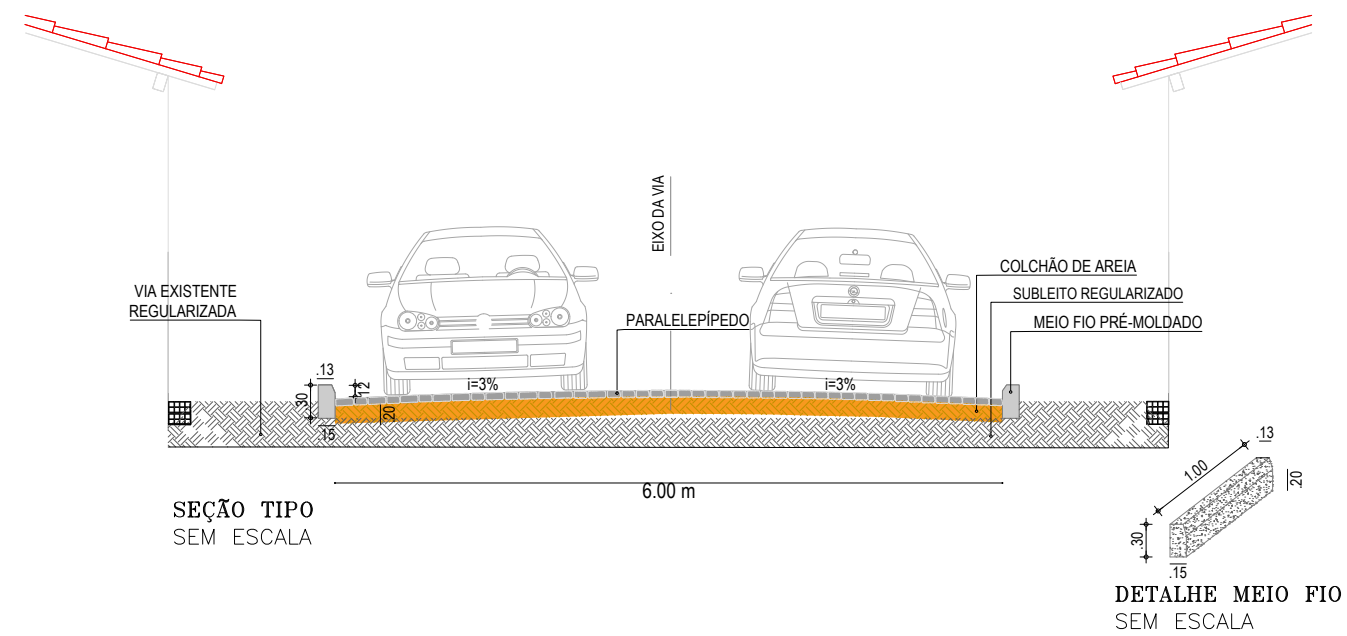 EIXO DA VIA
VIA EXISTENTE
REGULARIZADA
PARALELEPÍPEDO
COLCHÃO DE AREIA
SUBLEITO REGULARIZADO
MEIO FIO PRÉ-MOLDADO
.13
.30
.12
i=3%
i=3%
.20
.15
6.00 m
SEÇÃO TIPO
SEM ESCALA
.13
1.00
.20
.30
.15
DETALHE MEIO FIO
SEM ESCALA